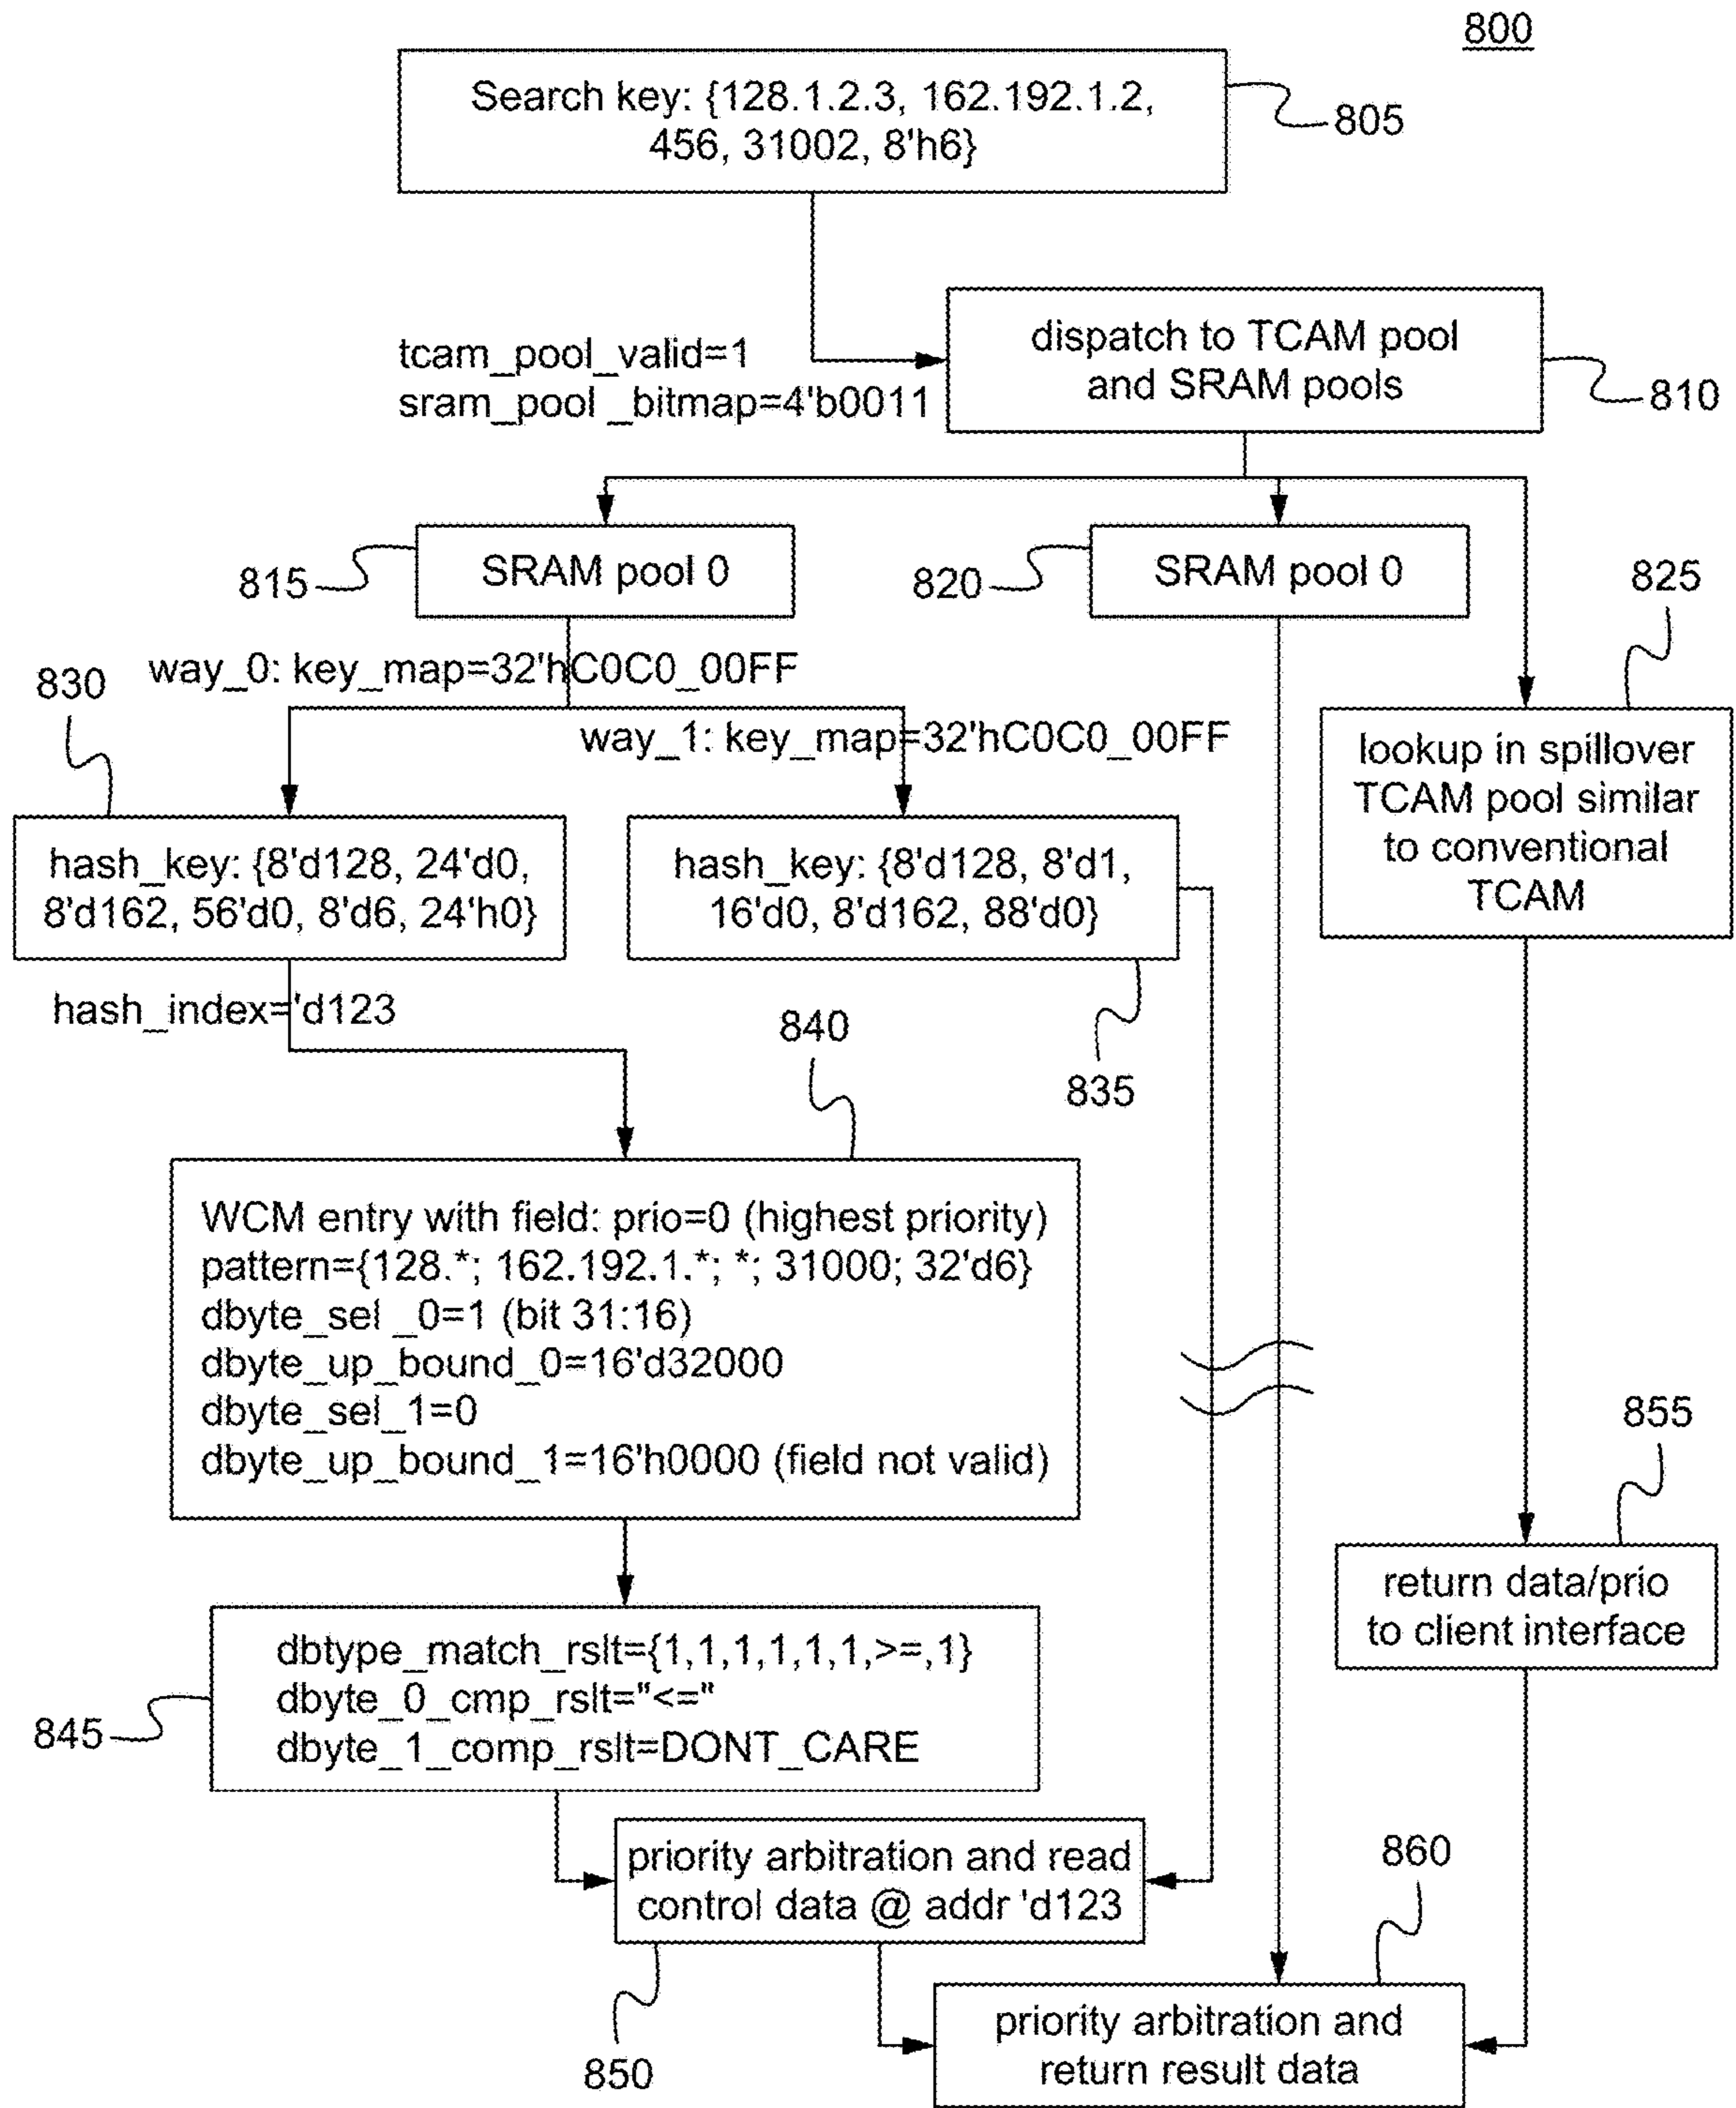 800
Search key: {128.1.2.3, 162.192.1.2,
456, 31002, 8'h6}
805
dispatch to TCAM pool
and SRAM pools
810
tcam_pool_valid=1
sram_pool _bitmap=4'b0011
SRAM pool 0
815
SRAM pool 0
820
825
way_0: key_map=32'hC0C0_00FF
830
way_1: key_map=32'hC0C0_00FF
lookup in spillover
TCAM pool similar
to conventional
TCAM
hash_key: {8'd128, 24'd0,
8'd162, 56'd0, 8'd6, 24'h0}
hash_key: {8'd128, 8'd1,
16'd0, 8'd162, 88'd0}
hash_index='d123
840
835
WCM entry with field: prio=0 (highest priority)
pattern={128.*; 162.192.1.*; *; 31000; 32'd6}
dbyte_sel _0=1 (bit 31:16)
dbyte_up_bound_0=16'd32000
dbyte_sel_1=0
dbyte_up_bound_1=16'h0000 (field not valid)
855
return data/prio
to client interface
dbtype_match_rslt={1,1,1,1,1,1,>=,1}
dbyte_0_cmp_rslt="<="
dbyte_1_comp_rslt=DONT_CARE
845
priority arbitration and read
control data @ addr 'd123
850
860
priority arbitration and
return result data